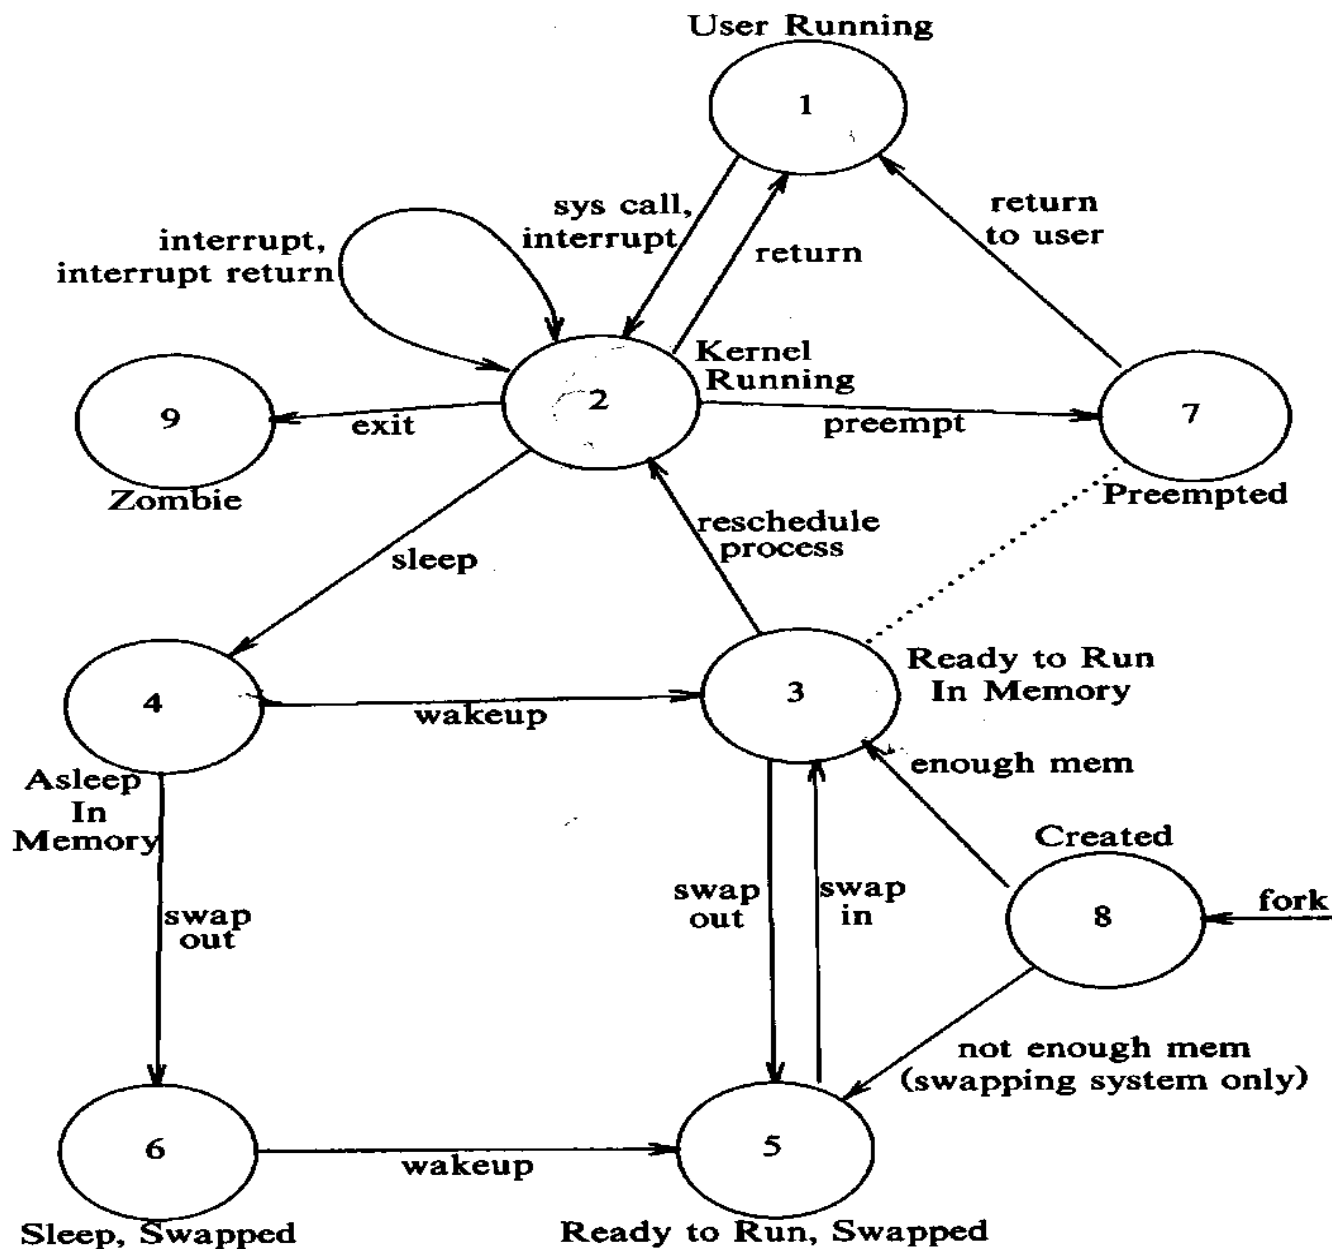 User Running
1
sys call,
interrupt
return
return
to user
interrupt,
interrupt return
Kernel
Running
2
9
exit
preempt
7
Zombie
Preempted
reschedule
process
sleep
4
wakeup
3
Ready to Run
In Memory
enough mem
Asleep
In
Memory
Created
swap
out
swap
out
swap
in
8
fork
not enough mem
(swapping system only)
6
wakeup
5
Sleep, Swapped
Ready to Run, Swapped